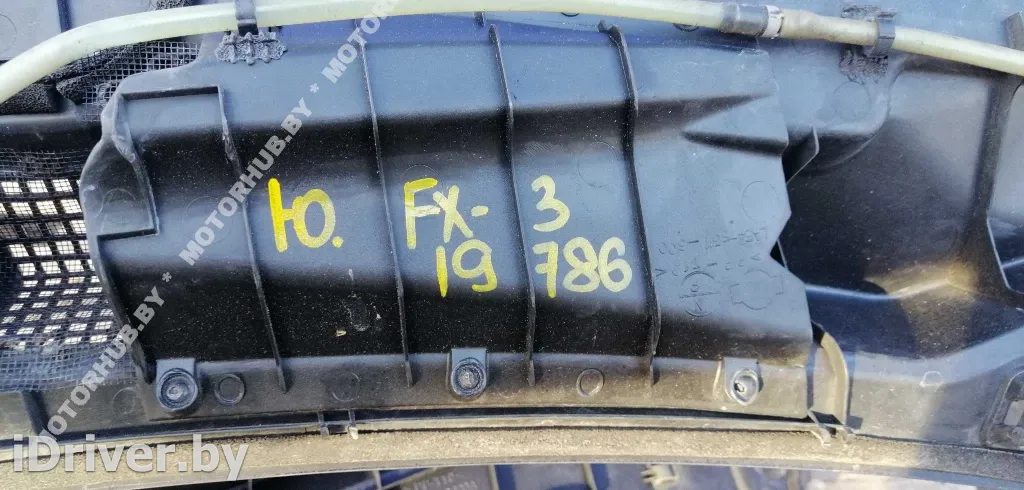 MOTORHUB.BY * MOTORHUB.BY * MOTORHUB.BY
Ю. FX- 3
19 786
iDriver.by